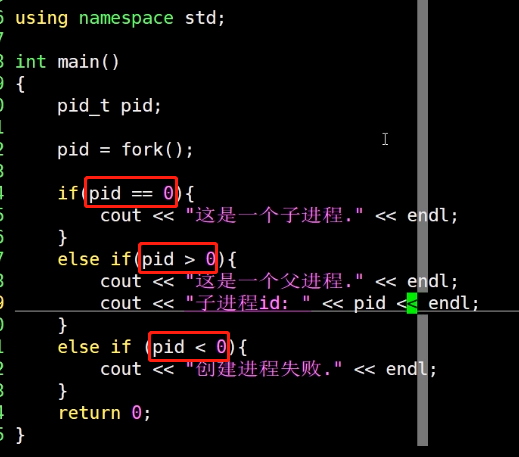 6 using namespace std;
7
8 int main()
9 {
0     pid_t pid;
1
2     pid = fork();
3
4     if(pid == 0){
5         cout << "这是一个子进程." << endl;
6     }
7     else if(pid > 0){
8         cout << "这是一个父进程." << endl;
9         cout << "子进程id: " << pid << endl;
0     }
1     else if (pid < 0){
2         cout << "创建进程失败." << endl;
3     }
4     return 0;
5 }